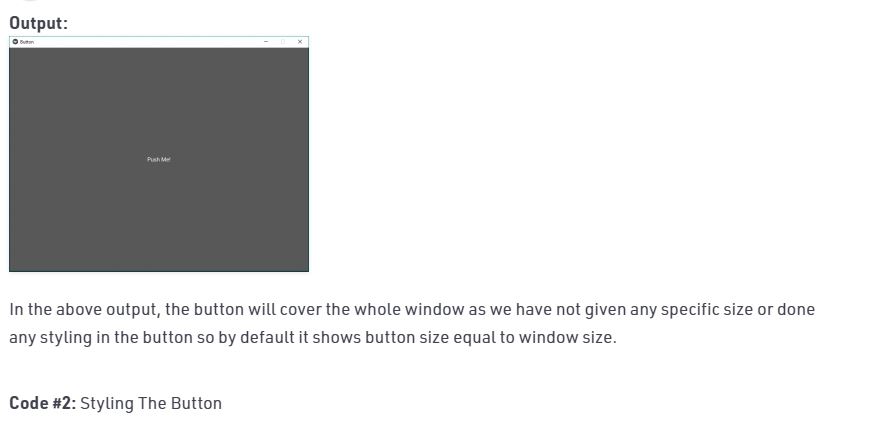 Output:
Button
Push Me!
In the above output, the button will cover the whole window as we have not given any specific size or done
any styling in the button so by default it shows button size equal to window size.
Code #2: Styling The Button